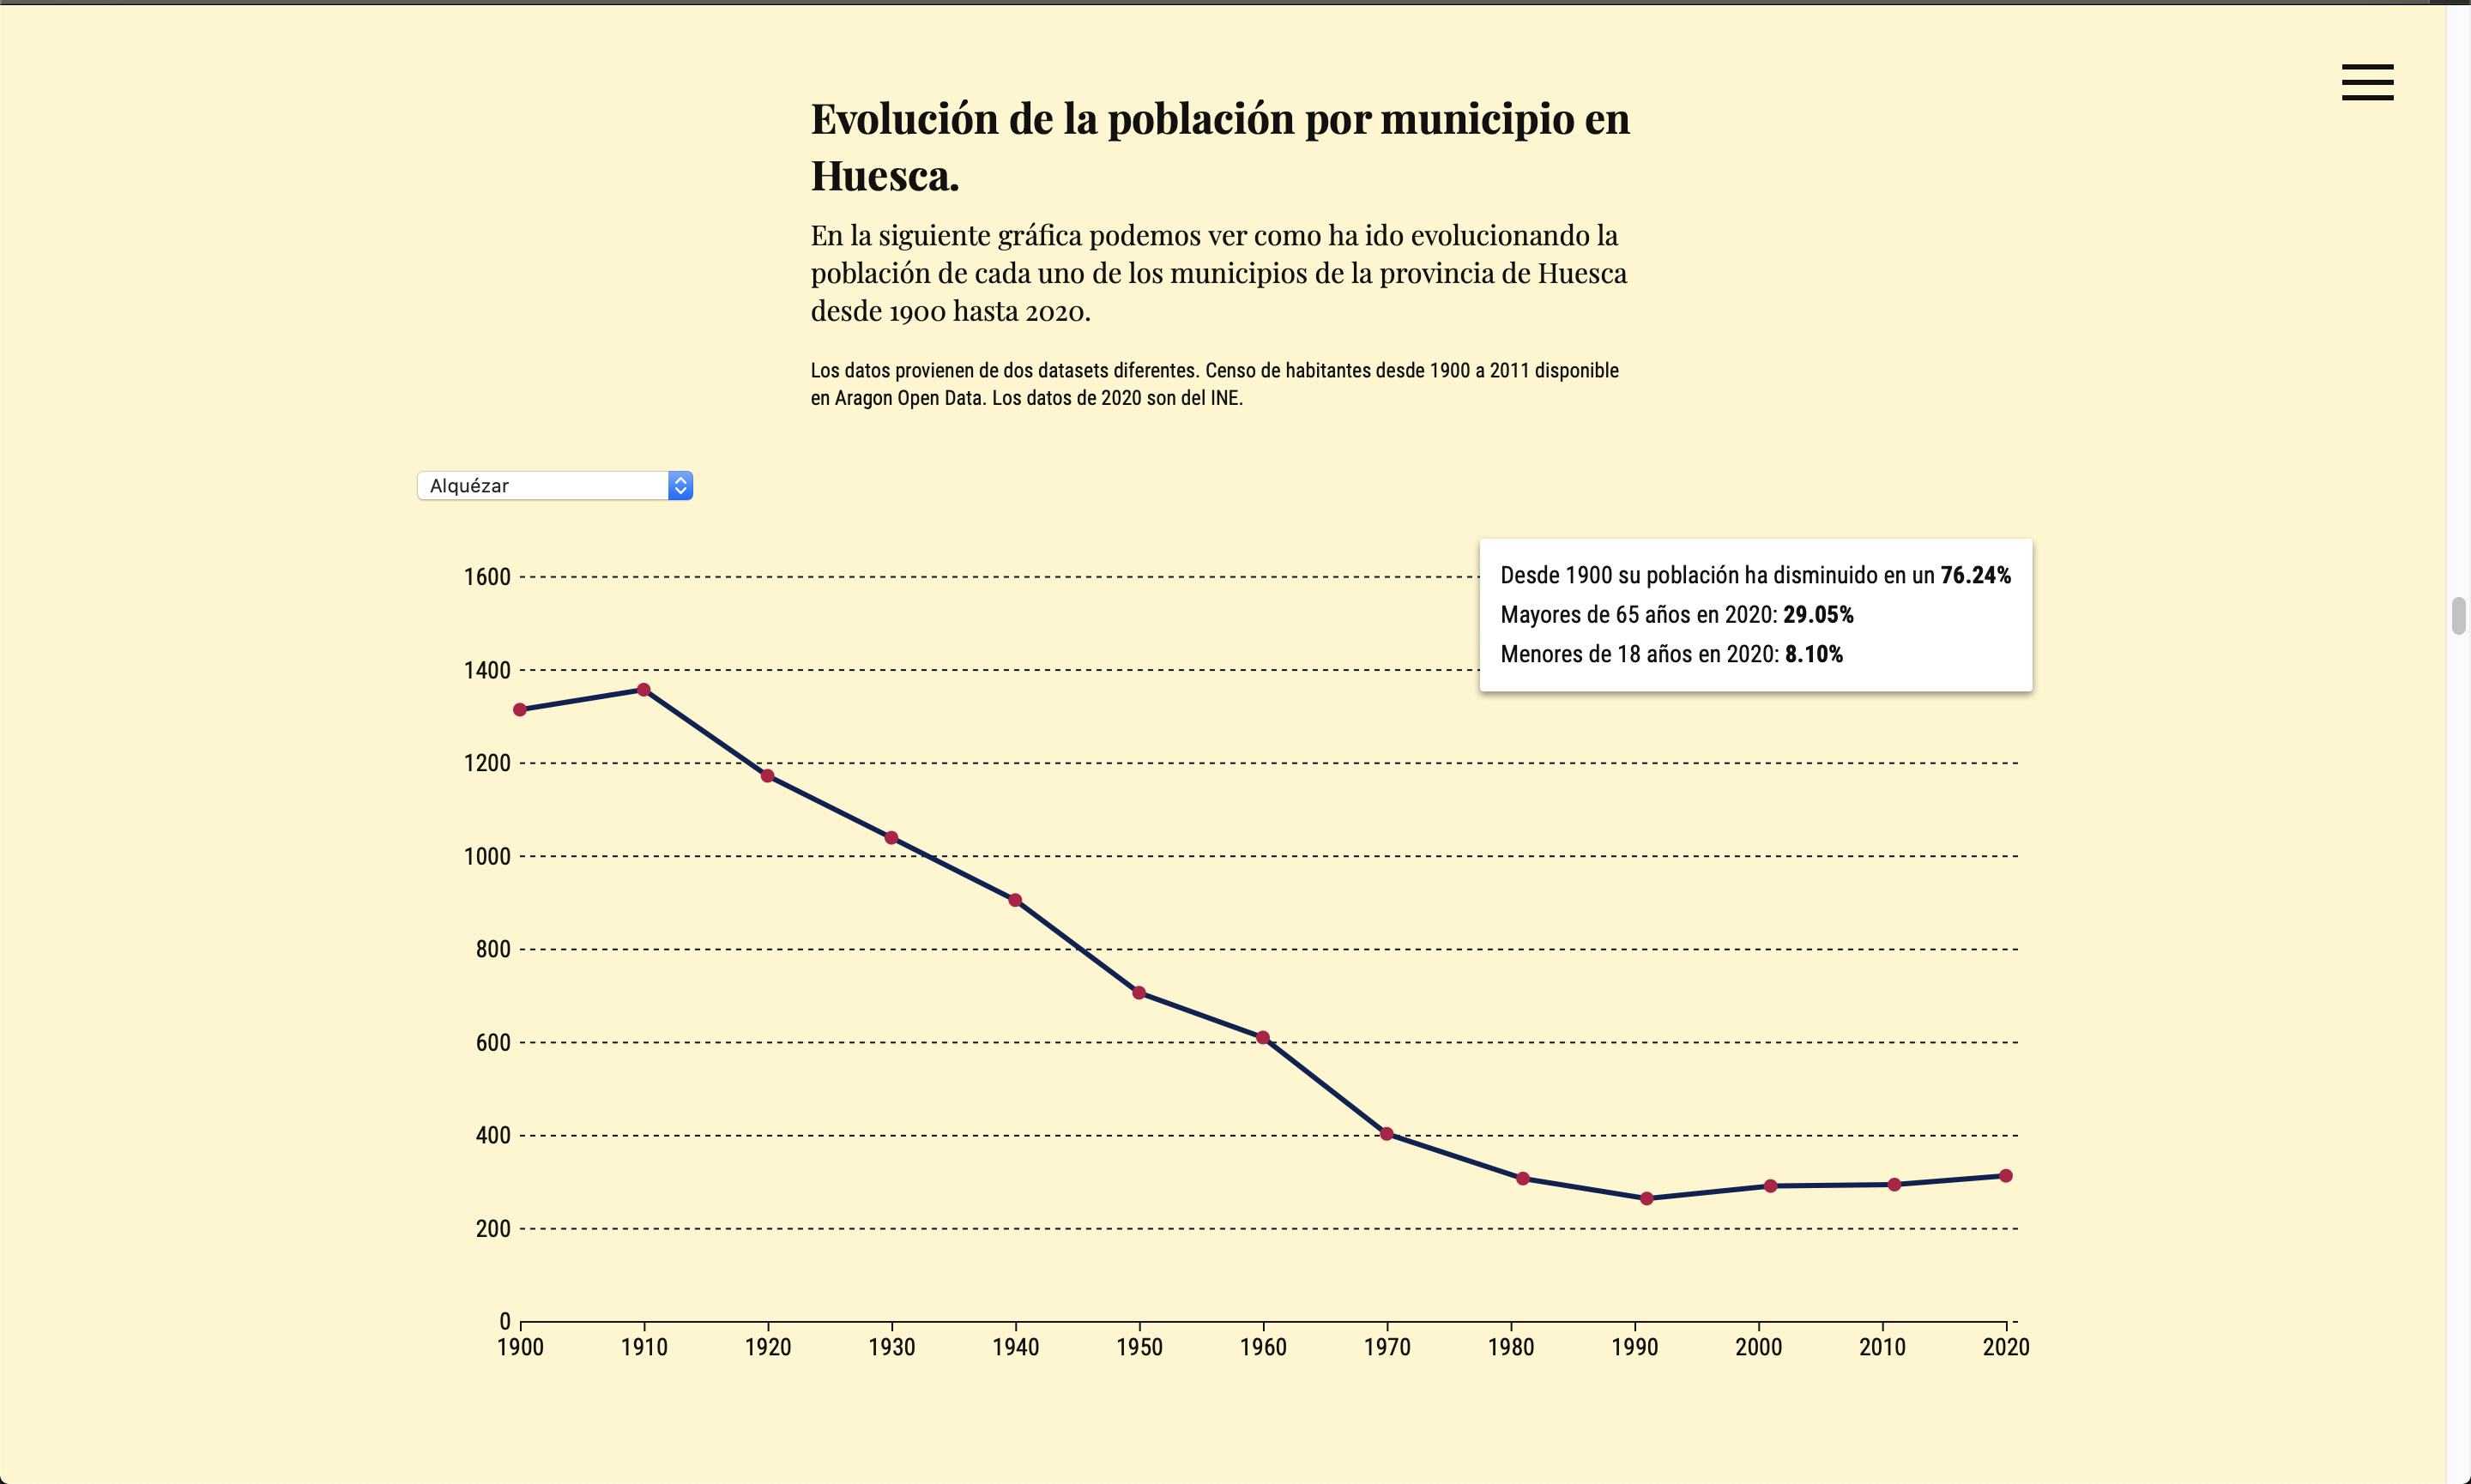 Evolución de la población por municipio en
Huesca.
En la siguiente gráfica podemos ver como ha ido evolucionando la
población de cada uno de los municipios de la provincia de Huesca
desde 1900 hasta 2020.
Los datos provienen de dos datasets diferentes. Censo de habitantes desde 1900 a 2011 disponible
en Aragon Open Data. Los datos de 2020 son del INE.
Alquézar
Desde 1900 su población ha disminuido en un 76.24%
Mayores de 65 años en 2020: 29.05%
Menores de 18 años en 2020: 8.10%
1600
1400
1200
1000
800
600
400
200
0
1900 1910 1920 1930 1940 1950 1960 1970 1980 1990 2000 2010 2020